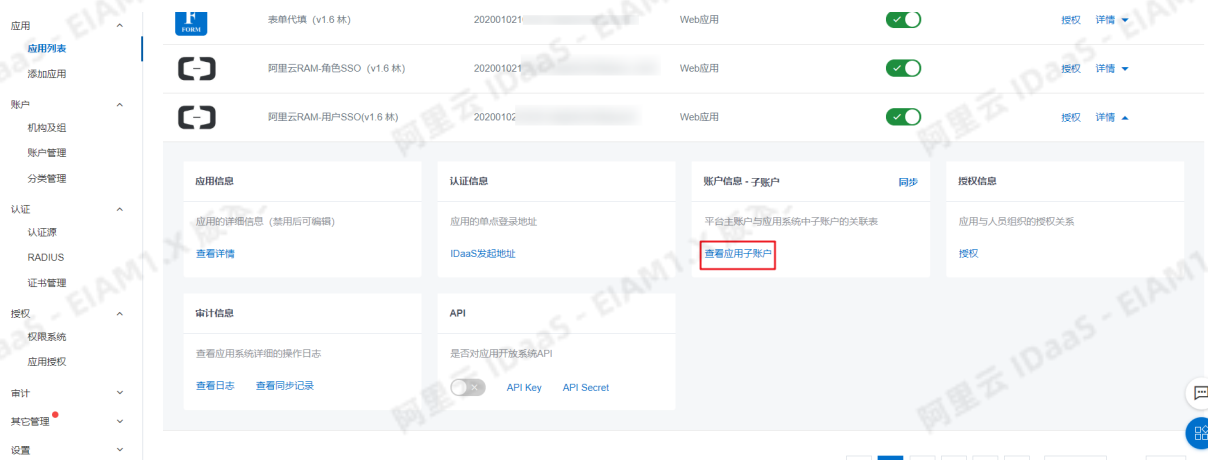 应用
应用列表
添加应用
账户
机构及组
账户管理
分类管理
认证
认证源
RADIUS
证书管理
授权
权限系统
应用授权
审计
其它管理
设置
F
FORM
表单代填（v1.6 林）
202001021
Web应用
授权 详情
阿里云RAM-角色SSO（v1.6 林）
202001021
Web应用
授权 详情
阿里云RAM-用户SSO(v1.6 林)
20200102
Web应用
授权 详情
应用信息
应用的详细信息（禁用后可编辑）
查看详情
认证信息
应用的单点登录地址
IDaaS发起地址
账户信息 - 子账户 同步
平台主账户与应用系统中子账户的关联表
查看应用子账户
授权信息
应用与人员组织的授权关系
授权
审计信息
查看应用系统详细的操作日志
查看日志 查看同步记录
API
是否对应用开放系统API
API Key API Secret
阿里云 IDaaS - EIAM1.X 版本